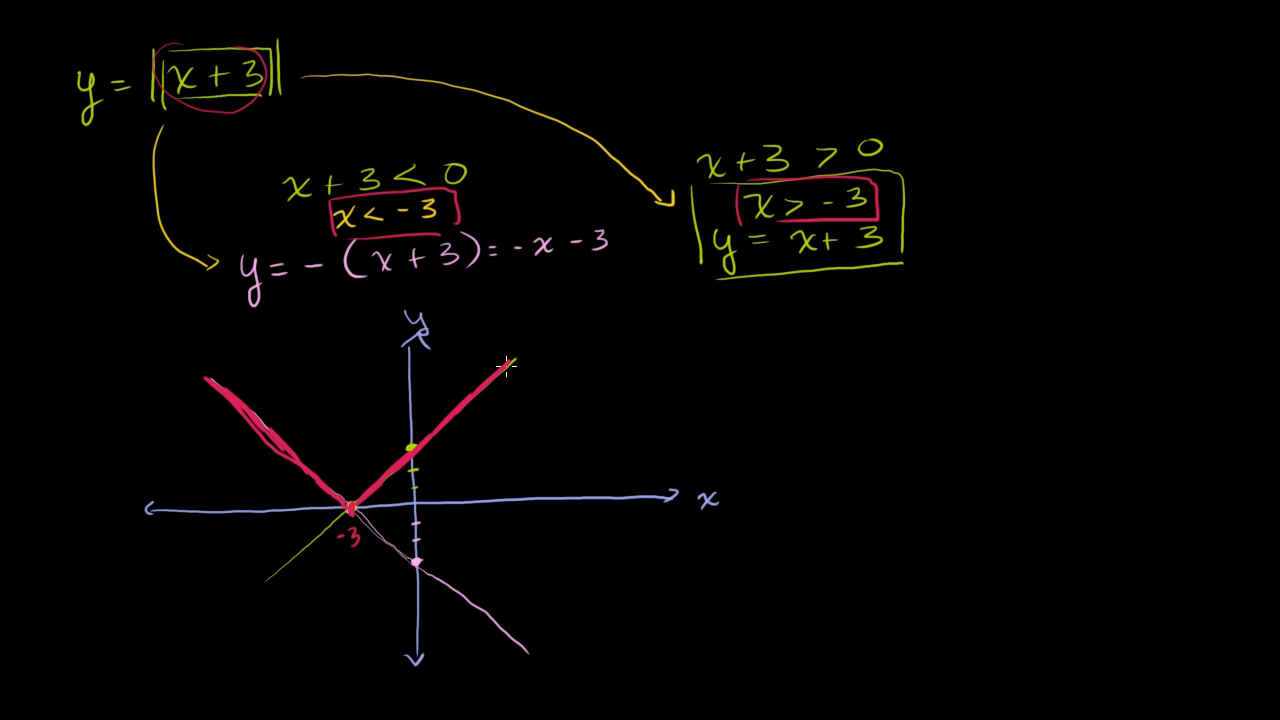 y = |x + 3|
x + 3 < 0
x < - 3
y = - (x + 3) = - x - 3
x + 3 > 0
x > - 3
y = x + 3
y
x
-3